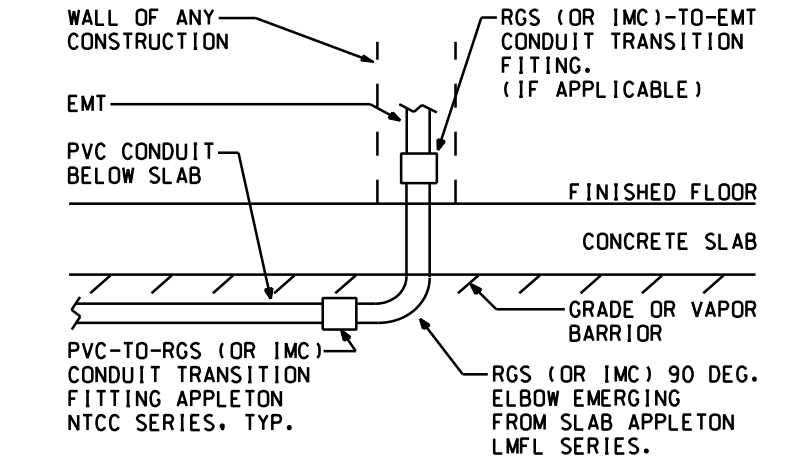 WALL OF ANY
CONSTRUCTION
RGS (OR IMC)-TO-EMT
CONDUIT TRANSITION
FITING.
(IF APPLICABLE)
EMT
PVC CONDUIT
BELOW SLAB
FINISHED FLOOR
CONCRETE SLAB
GRADE OR VAPOR
BARRIOR
PVC-TO-RGS (OR IMC)
CONDUIT TRANSITION
FITTING APPLETON
NTCC SERIES. TYP.
RGS (OR IMC) 90 DEG.
ELBOW EMERGING
FROM SLAB APPLETON
LMFL SERIES.